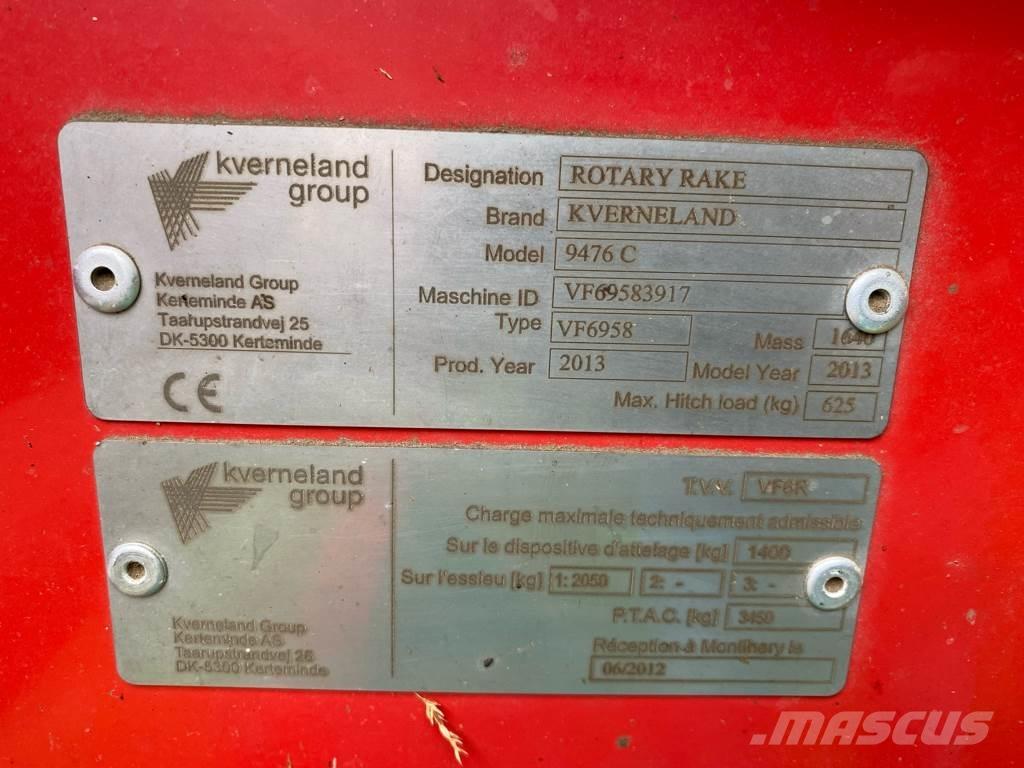 kverneland
group
Kverneland Group
Kerteminde AS
Taarupstrandvej 25
DK-5300 Kerteminde
CE
Designation ROTARY RAKE
Brand KVERNELAND
Model 9476 C
Maschine ID VF69583917
Type VF6958 Mass 1640
Prod. Year 2013 Model Year 2013
Max. Hitch load (kg) 625
kverneland
group
Kverneland Group
Kerteminde AS
Taarupstrandvej 25
DK-5300 Kerteminde
T.V.V. VF6R
Charge maximale techniquement admissible
Sur le dispositive d'attelage [kg] 1400
Sur l'essieu [kg] 1: 2050 2: - 3: -
P.T.A.C. [kg] 3450
Réception à Montlhery le
06/2012
MASCUS